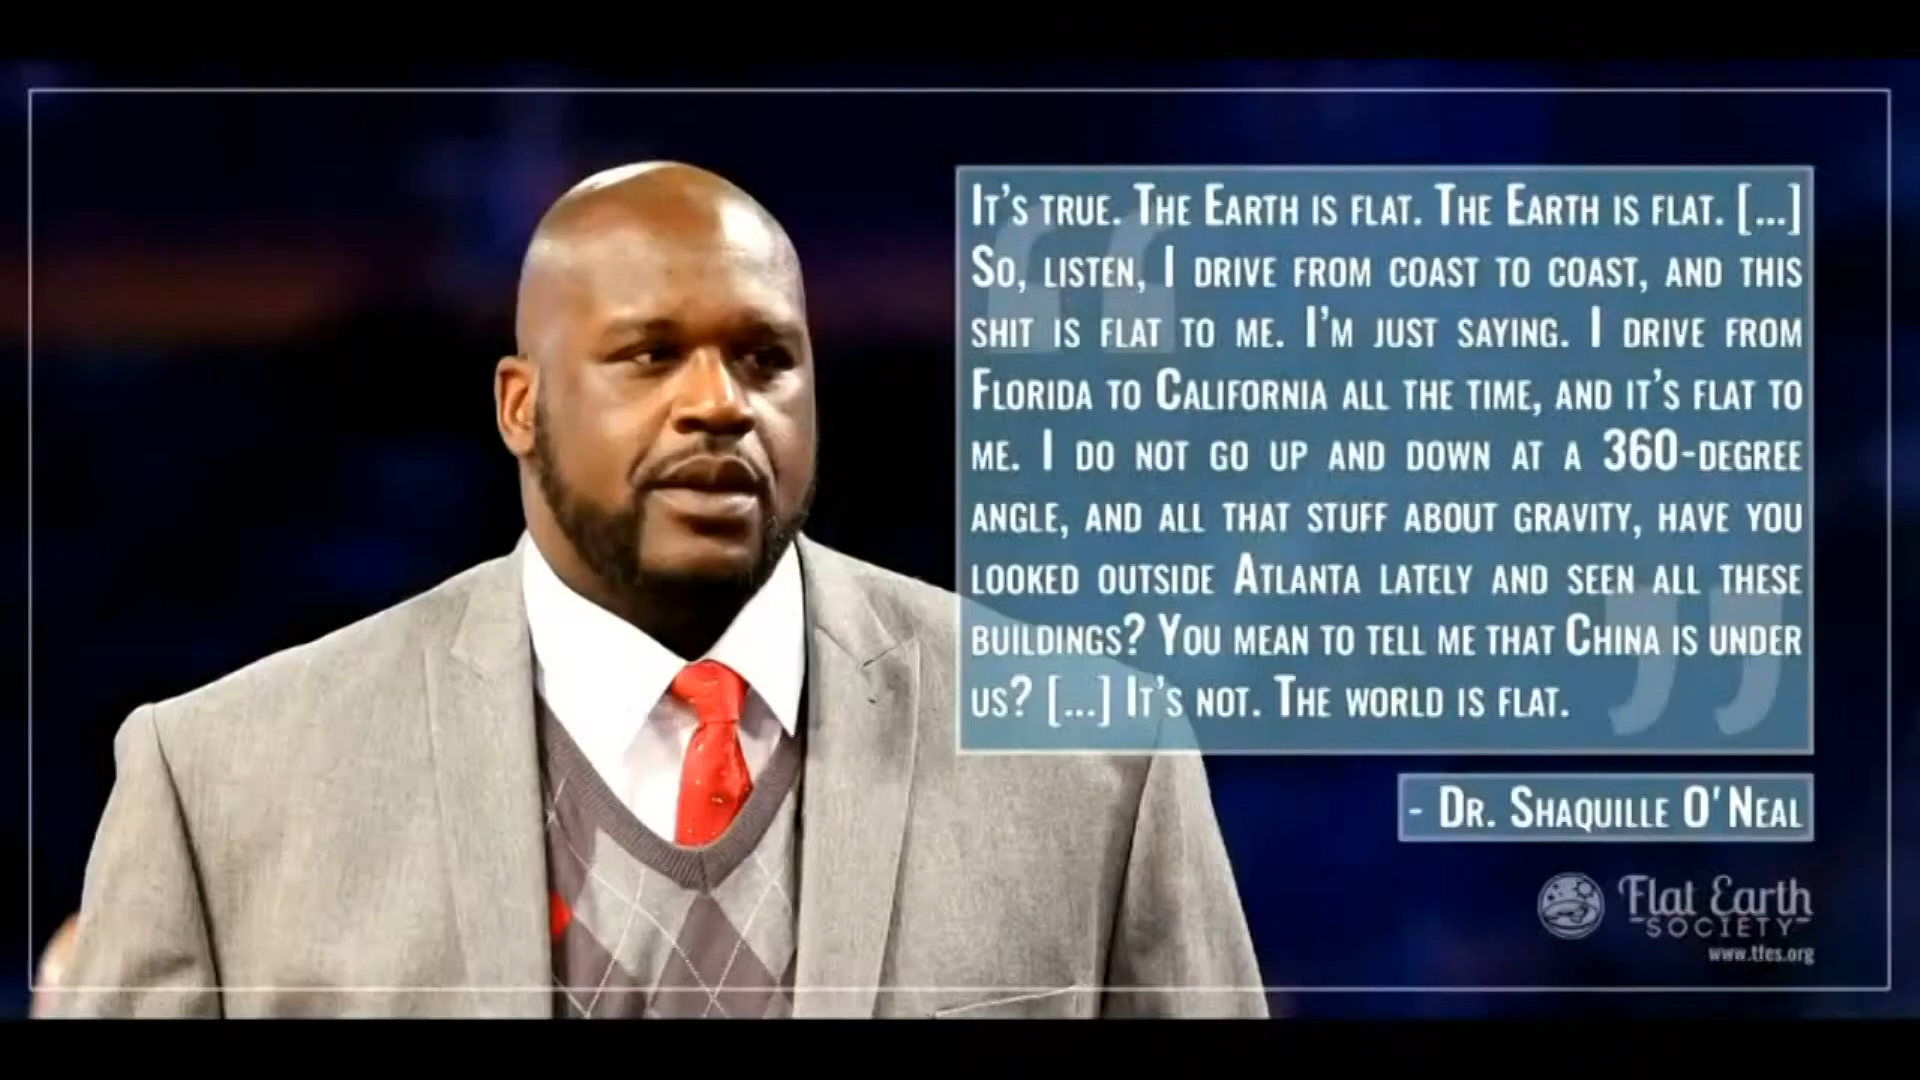 It's true. The Earth is flat. The Earth is flat. [...]
So, listen, I drive from coast to coast, and this
shit is flat to me. I'm just saying. I drive from
Florida to California all the time, and it's flat to
me. I do not go up and down at a 360-degree
angle, and all that stuff about gravity, have you
looked outside Atlanta lately and seen all these
buildings? You mean to tell me that China is under
us? [...] It's not. The world is flat.
- Dr. Shaquille O'Neal
Flat Earth
SOCIETY
www.tfes.org